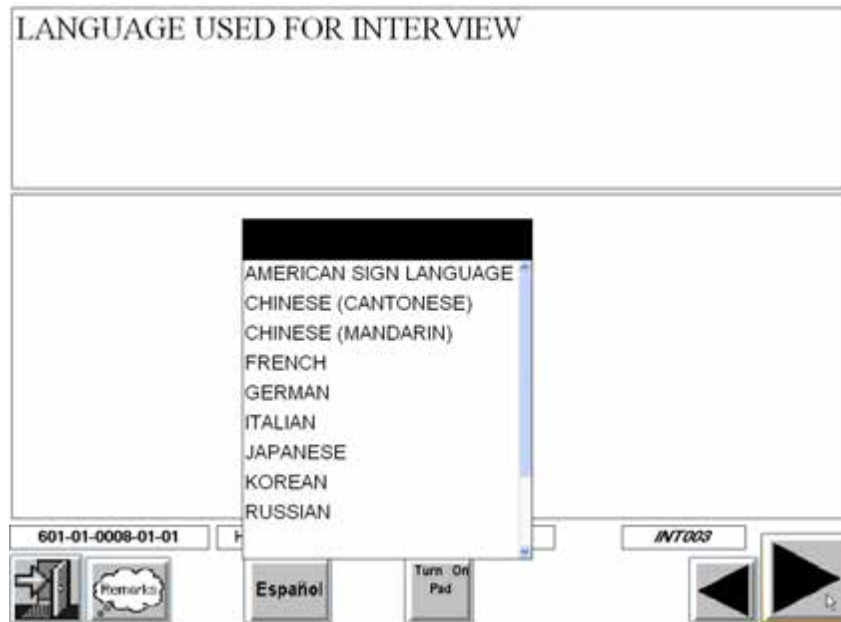 LANGUAGE USED FOR INTERVIEW
AMERICAN SIGN LANGUAGE
CHINESE (CANTONESE)
CHINESE (MANDARIN)
FRENCH
GERMAN
ITALIAN
JAPANESE
KOREAN
RUSSIAN
601-01-0008-01-01
H
INT003
Remarks
Español
Turn On
Pad